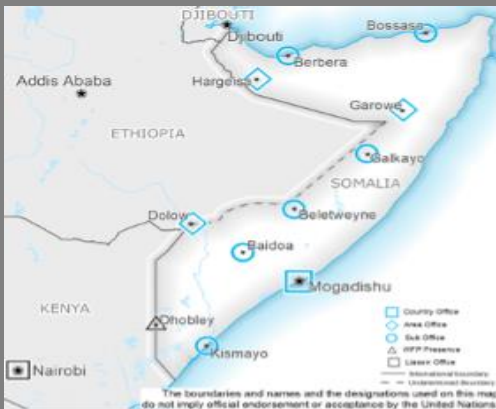 DJIBOUTI
Djibouti
Bossaso
Berbera
Addis Ababa
Hargeisa
Garowe
ETHIOPIA
Galkayo
SOMALIA
Dolow
Beletweyne
Baidoa
Mogadishu
KENYA
Dhobley
Kismayo
Nairobi
Country Office
Area Office
Sub Office
WFP Presence
Liaison Office
International boundary
Undetermined Boundary
The boundaries and names and the designations used on this map
do not imply official endorsement or acceptance by the United Nations